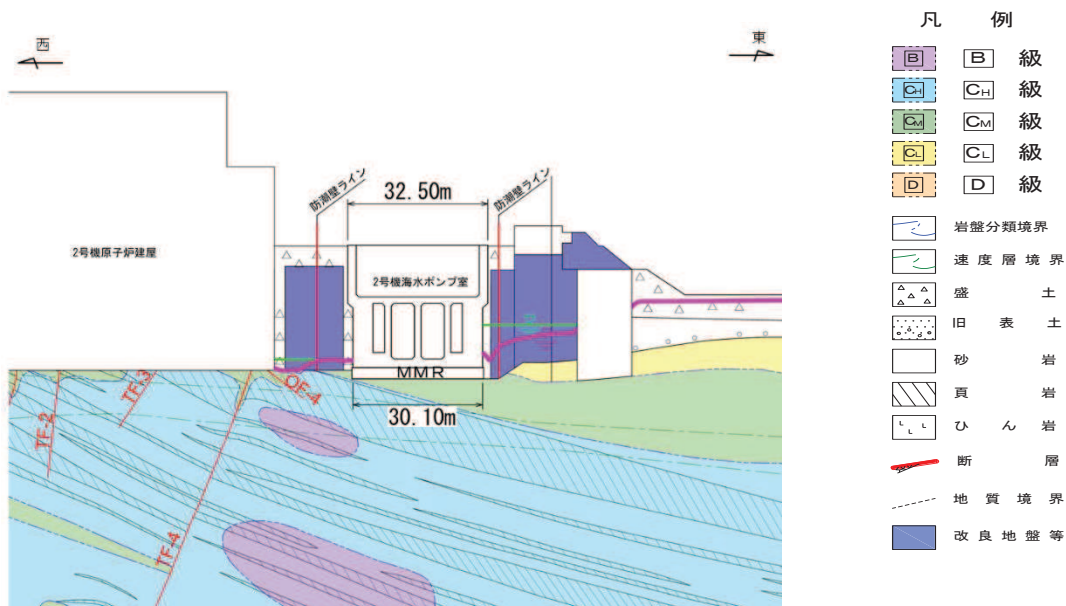 西
東
防潮壁ライン
32.50m
防潮壁ライン
2号機原子炉建屋
2号機海水ポンプ室
MMR
30.10m
TF-2
TF-3
OF-4
TF-4
凡 例
B B 級
CH CH 級
CM CM 級
CL CL 級
D D 級
岩盤分類境界
速度層境界
盛土
旧表土
砂岩
頁岩
ひん岩
断層
地質境界
改良地盤等